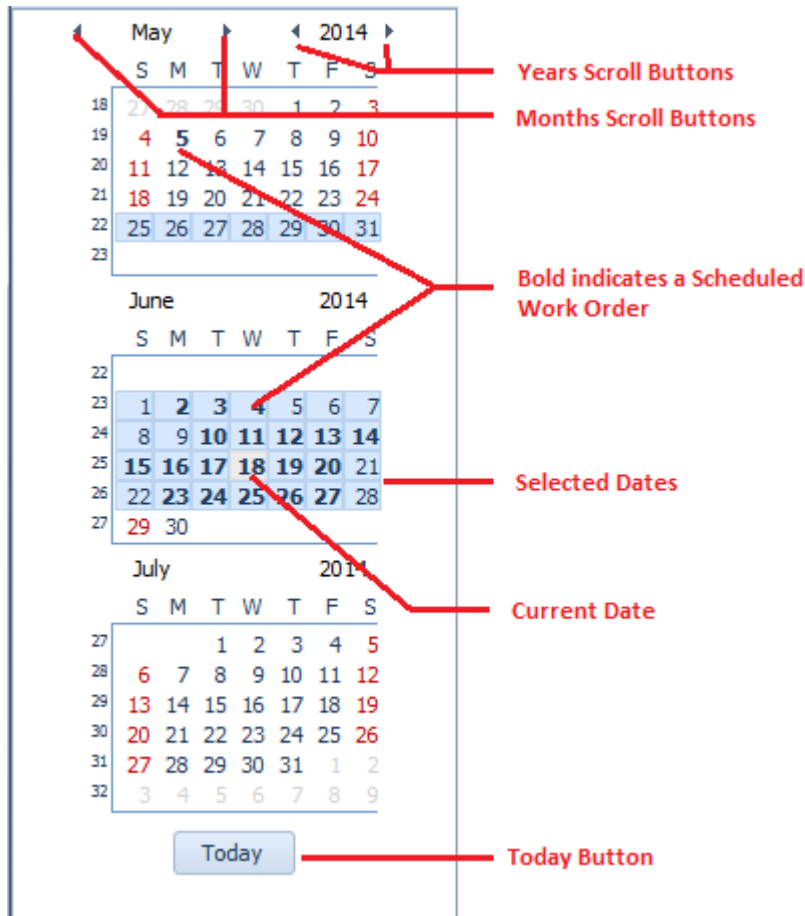 May 2014
S M T W T F S
18 27 28 29 30 1 2 3
19 4 5 6 7 8 9 10
20 11 12 13 14 15 16 17
21 18 19 20 21 22 23 24
22 25 26 27 28 29 30 31
23
June 2014
S M T W T F S
22
23 1 2 3 4 5 6 7
24 8 9 10 11 12 13 14
25 15 16 17 18 19 20 21
26 22 23 24 25 26 27 28
27 29 30
July 2014
S M T W T F S
27 1 2 3 4 5
28 6 7 8 9 10 11 12
29 13 14 15 16 17 18 19
30 20 21 22 23 24 25 26
31 27 28 29 30 31 1 2
32 3 4 5 6 7 8 9
Today
Years Scroll Buttons
Months Scroll Buttons
Bold indicates a Scheduled
Work Order
Selected Dates
Current Date
Today Button